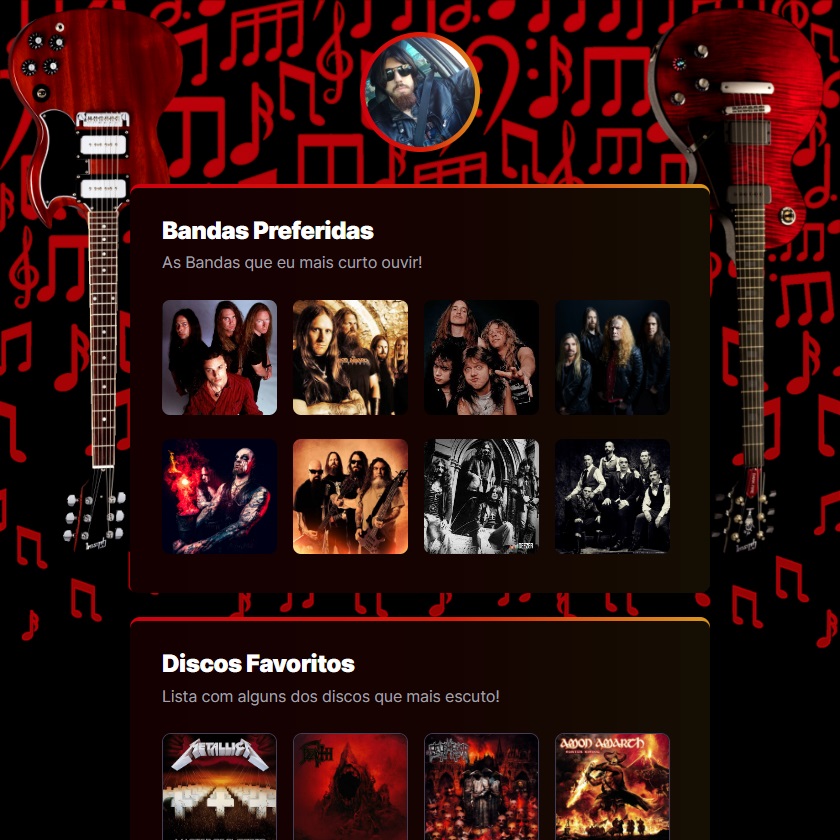 Bandas Preferidas
As Bandas que eu mais curto ouvir!
Discos Favoritos
Lista com alguns dos discos que mais escuto!
METALLICA
DEATH
AMON AMARTH